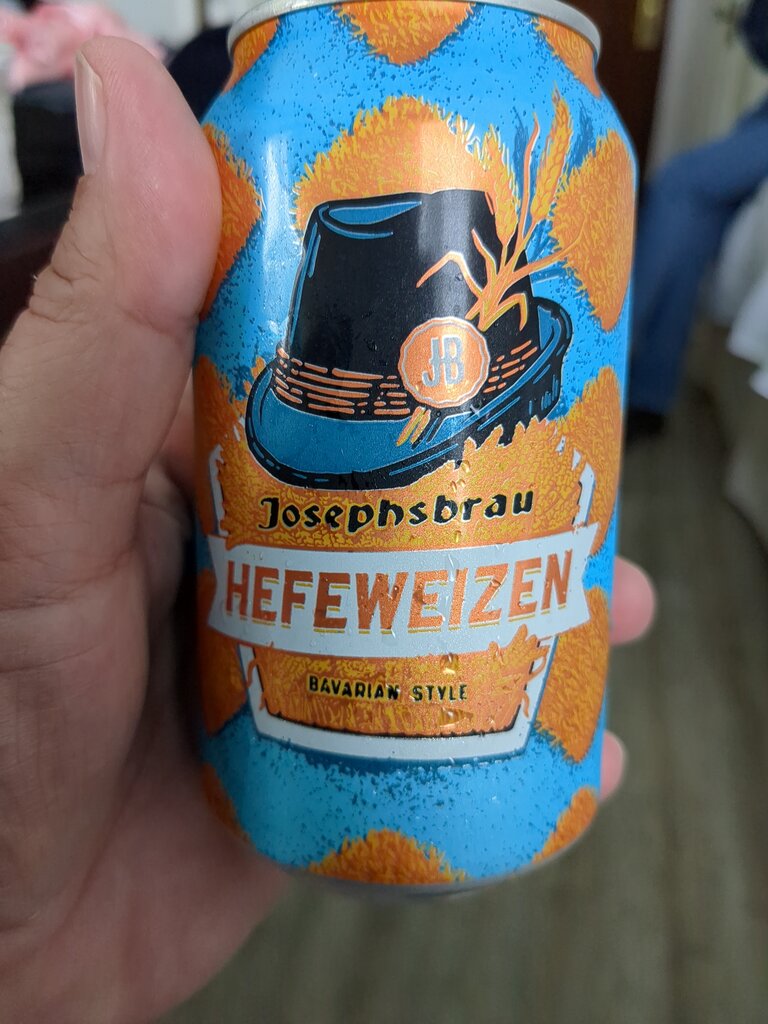 JB
Josephsbrau
HEFEWEIZEN
BAVARIAN STYLE